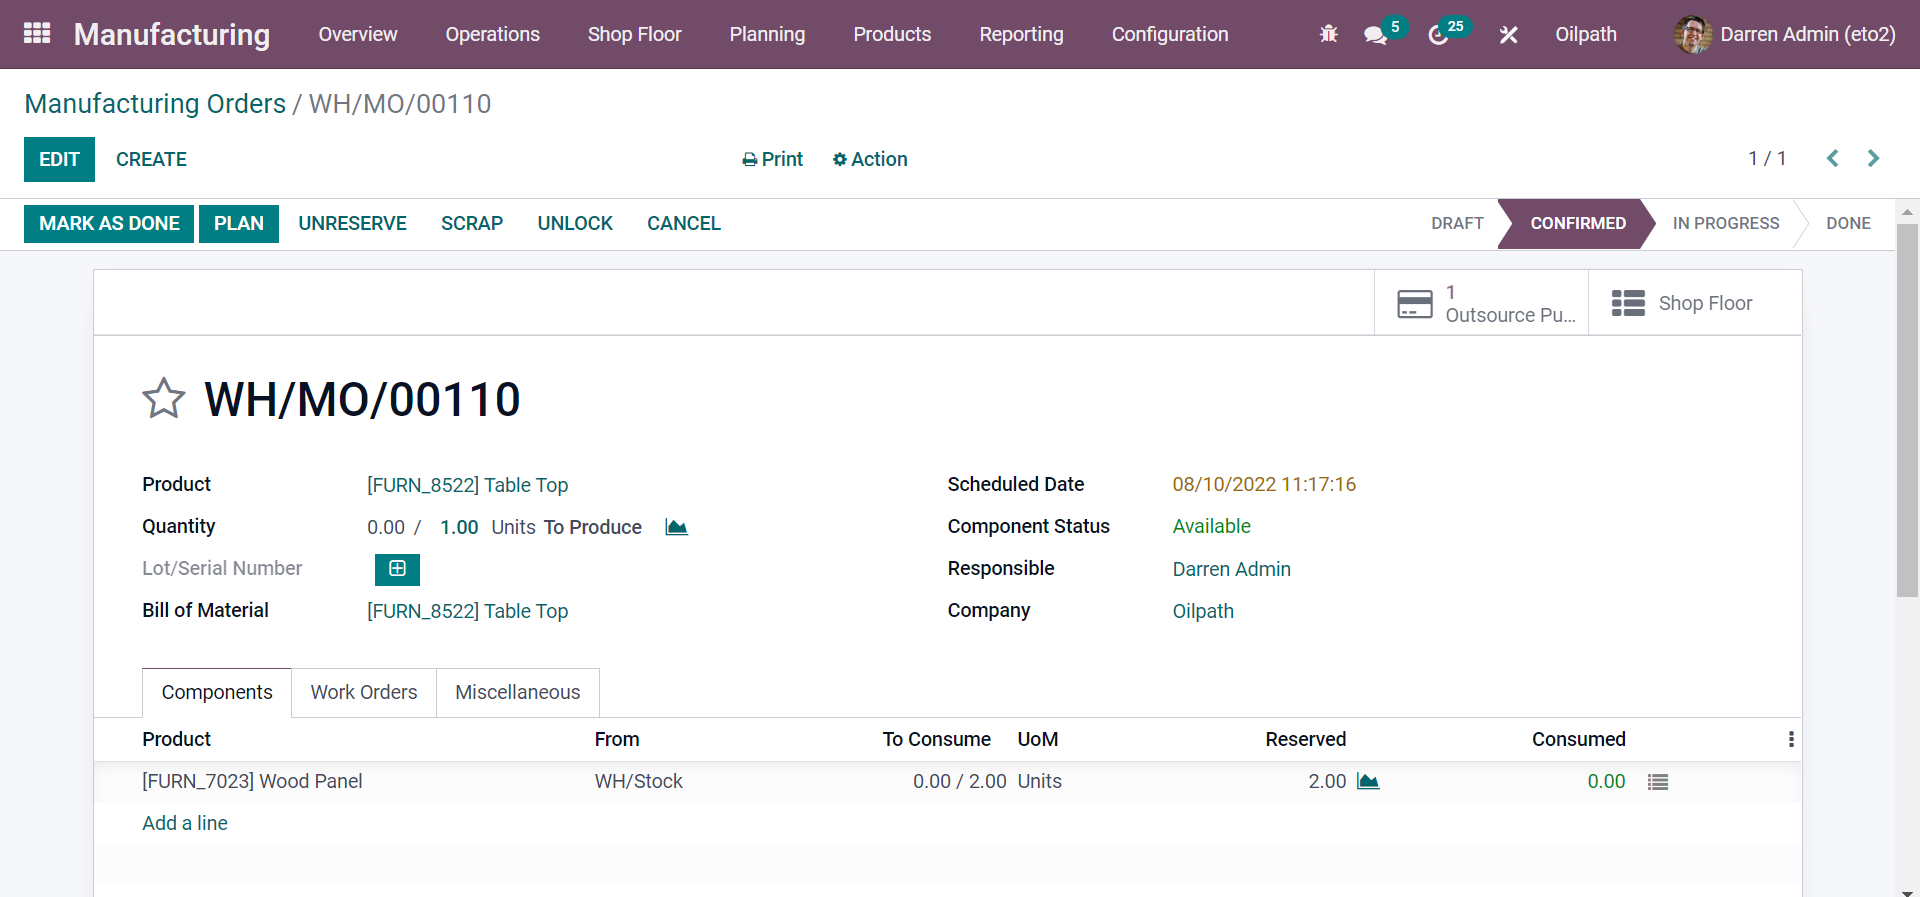 Manufacturing Overview Operations Shop Floor Planning Products Reporting Configuration 5 25 Oilpath Darren Admin (eto2)
Manufacturing Orders / WH/MO/00110
EDIT CREATE Print Action 1 / 1
MARK AS DONE PLAN UNRESERVE SCRAP UNLOCK CANCEL DRAFT CONFIRMED IN PROGRESS DONE
1
Outsource Pu... Shop Floor
WH/MO/00110
Product [FURN_8522] Table Top Scheduled Date 08/10/2022 11:17:16
Quantity 0.00 / 1.00 Units To Produce Component Status Available
Lot/Serial Number Responsible Darren Admin
Bill of Material [FURN_8522] Table Top Company Oilpath
Components Work Orders Miscellaneous
Product From To Consume UoM Reserved Consumed
[FURN_7023] Wood Panel WH/Stock 0.00 / 2.00 Units 2.00 0.00
Add a line